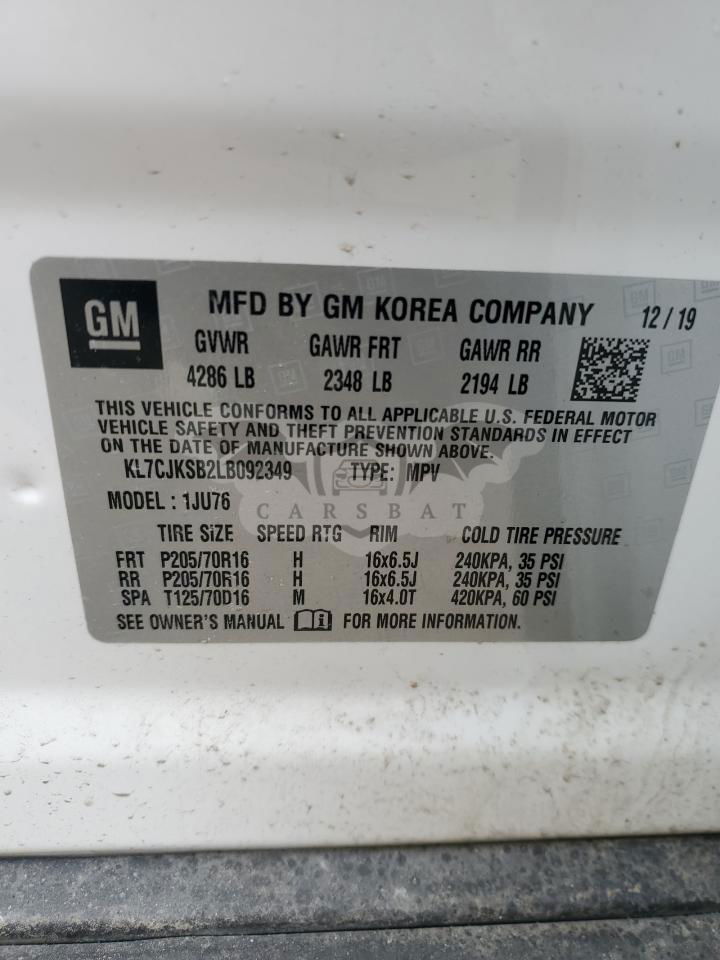 GM
MFD BY GM KOREA COMPANY 12/19
GVWR GAWR FRT GAWR RR
4286 LB 2348 LB 2194 LB
THIS VEHICLE CONFORMS TO ALL APPLICABLE U.S. FEDERAL MOTOR
VEHICLE SAFETY AND THEFT PREVENTION STANDARDS IN EFFECT
ON THE DATE OF MANUFACTURE SHOWN ABOVE.
KL7CJKSB2LB092349 TYPE: MPV
MODEL: 1JU76
CARSBAT
TIRE SIZE SPEED RTG RIM COLD TIRE PRESSURE
FRT P205/70R16 H 16x6.5J 240KPA, 35 PSI
RR P205/70R16 H 16x6.5J 240KPA, 35 PSI
SPA T125/70D16 M 16x4.0T 420KPA, 60 PSI
SEE OWNER'S MANUAL i FOR MORE INFORMATION.